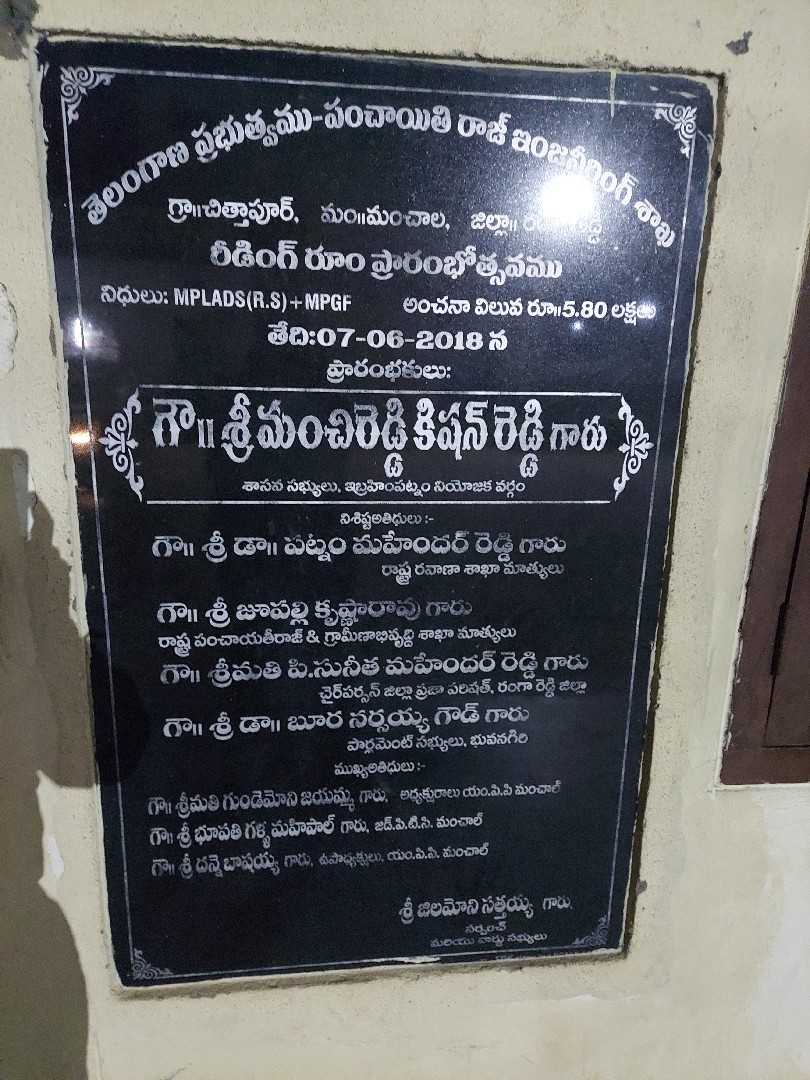 తెలంగాణ ప్రభుత్వము-పంచాయితి రాజ్ ఇంజనీరింగ్ శాఖ
గ్రా॥చిత్తాపూర్, మం॥మంచాల, జిల్లా॥
రీడింగ్ రూం ప్రారంభోత్సవము
నిధులు: MPLADS(R.S)+MPGF అంచనా విలువ రూ॥5.80 లక్షలు
తేది:07-06-2018 న
ప్రారంభకులు:
గౌ॥ శ్రీ మంచిరెడ్డి కిషన్ రెడ్డి గారు
శాసన సభ్యులు, ఇబ్రహింపట్నం నియోజక వర్గం
విశిష్టఅతిధులు :-
గౌ॥ శ్రీ డా॥ పట్నం మహేందర్ రెడ్డి గారు
రాష్ట్ర రవాణా శాఖా మాత్యులు
గౌ॥ శ్రీ జూపల్లి కృష్ణారావు గారు
రాష్ట్ర పంచాయతీరాజ్ & గ్రామీణాభివృద్ది శాఖా మాత్యులు
గౌ॥ శ్రీమతి పి.సునీత మహేందర్ రెడ్డి గారు
చైర్‌పర్సన్ జిల్లా ప్రజా పరిషత్, రంగా రెడ్డి జిల్లా
గౌ॥ శ్రీ డా॥ బూర నర్సయ్య గౌడ్ గారు
పార్లమెంట్ సభ్యులు, భువనగిరి
ముఖ్యఅతిధులు :-
గౌ॥ శ్రీమతి గుండెమోని జయమ్మ గారు, అధ్యక్షురాలు యం.పి.పి మంచాల్
గౌ॥ శ్రీ భూపతి గళ్ళ మహిపాల్ గారు, జడ్.పి.టి.సి. మంచాల్
గౌ॥ శ్రీ దన్నె బాషయ్య గారు, ఉపాధ్యక్షులు, యం.పి.పి. మంచాల్
శ్రీ జిలమోని సత్తయ్య గారు.
సర్పంచ్
మరియు వార్డు సభ్యులు